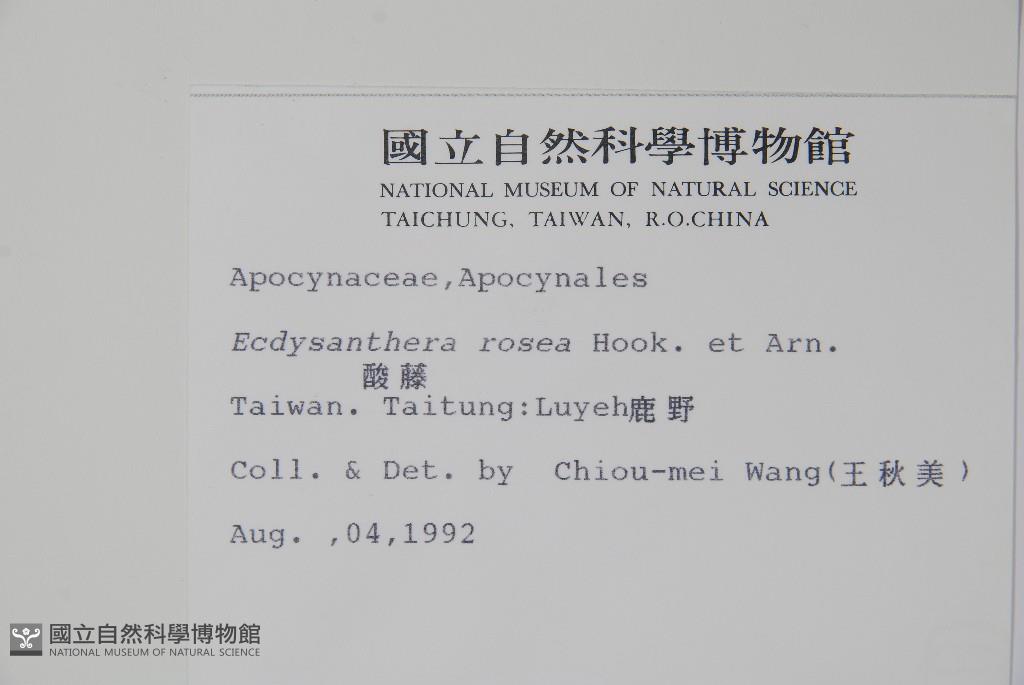 國立自然科學博物館
NATIONAL MUSEUM OF NATURAL SCIENCE
TAICHUNG, TAIWAN, R.O.CHINA
Apocynaceae,Apocynales
Ecdysanthera rosea Hook. et Arn.
酸藤
Taiwan. Taitung:Luyeh鹿野
Coll. & Det. by Chiou-mei Wang(王秋美)
Aug. ,04,1992
國立自然科學博物館
NATIONAL MUSEUM OF NATURAL SCIENCE